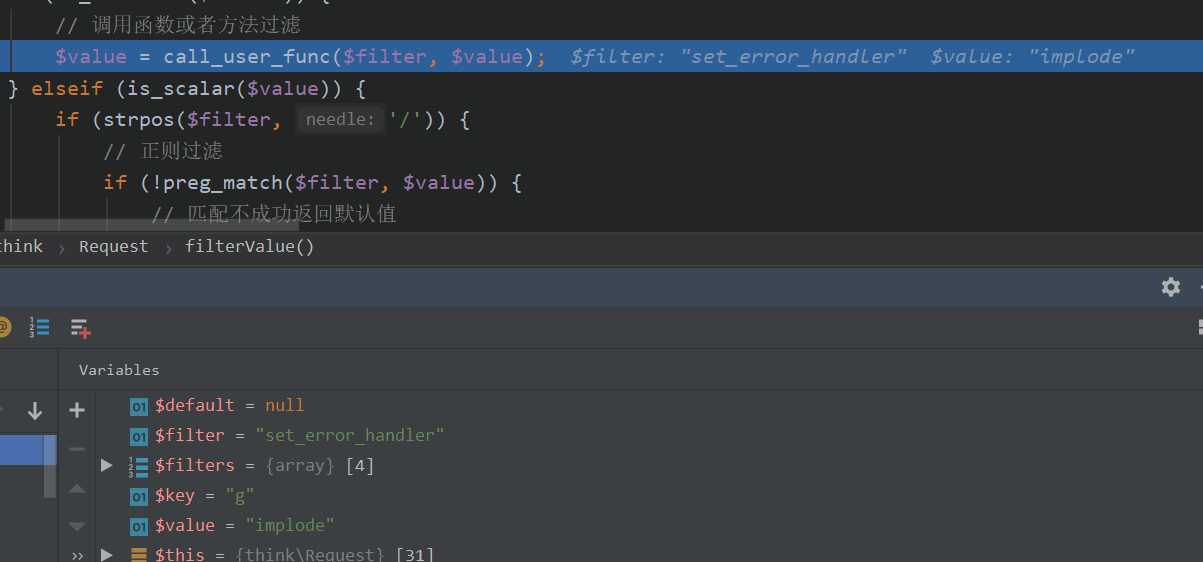 // 调用函数或者方法过滤
$value = call_user_func($filter, $value); $filter: "set_error_handler" $value: "implode"
} elseif (is_scalar($value)) {
if (strpos($filter, needle: '/')) {
// 正则过滤
if (!preg_match($filter, $value)) {
// 匹配不成功返回默认值
think › Request › filterValue()
Variables
$default = null
$filter = "set_error_handler"
$filters = {array} [4]
$key = "g"
$value = "implode"
$this = {think\Request} [31]